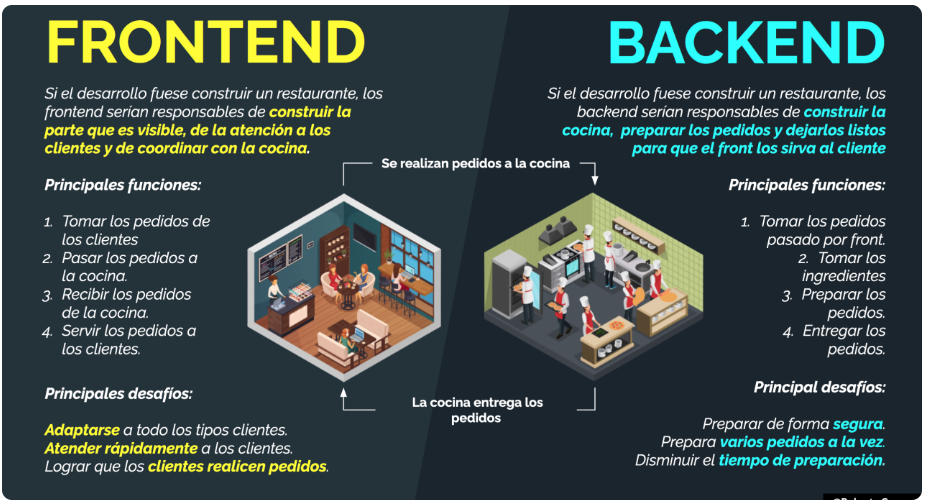 FRONTEND
Si el desarrollo fuese construir un restaurante, los
frontend serían responsables de construir la
parte que es visible, de la atención a los
clientes y de coordinar con la cocina.
Principales funciones:
1. Tomar los pedidos de
los clientes
2. Pasar los pedidos a
la cocina.
3. Recibir los pedidos
de la cocina.
4. Servir los pedidos a
los clientes.
Principales desafíos:
Adaptarse a todo los tipos clientes.
Atender rápidamente a los clientes.
Lograr que los clientes realicen pedidos.
Se realizan pedidos a la cocina
La cocina entrega los
pedidos
BACKEND
Si el desarrollo fuese construir un restaurante, los
backend serían responsables de construir la
cocina, preparar los pedidos y dejarlos listos
para que el front los sirva al cliente
Principales funciones:
1. Tomar los pedidos
pasado por front.
2. Tomar los
ingredientes
3. Preparar los
pedidos.
4. Entregar los
pedidos.
Principal desafíos:
Preparar de forma segura.
Prepara varios pedidos a la vez.
Disminuir el tiempo de preparación.